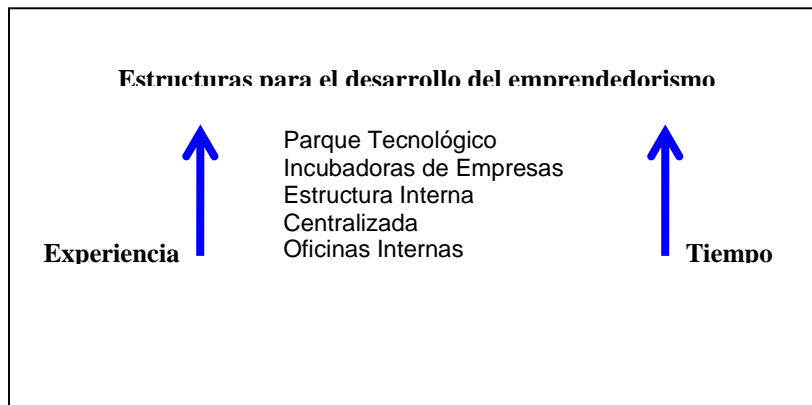 Estructuras para el desarrollo del emprendedorismo
Parque Tecnológico
Incubadoras de Empresas
Estructura Interna
Centralizada
Oficinas Internas
Experiencia
Tiempo